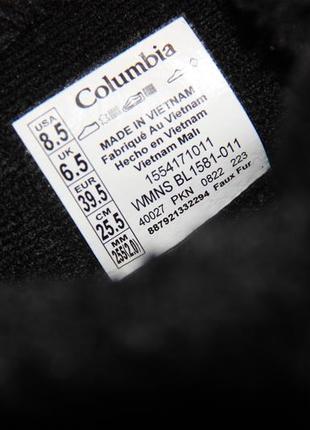 Columbia
MADE IN VIETNAM
Fabriqué Au Vietnam
Hecho en Vietnam
Vietnam Mali
1554171011
WMNS BL1581-011
40027 PKN 0822 223
887921332294 Faux Fur
USA 8.5
UK 6.5
EUR 39.5
CM 25.5
MM 255(2.0)